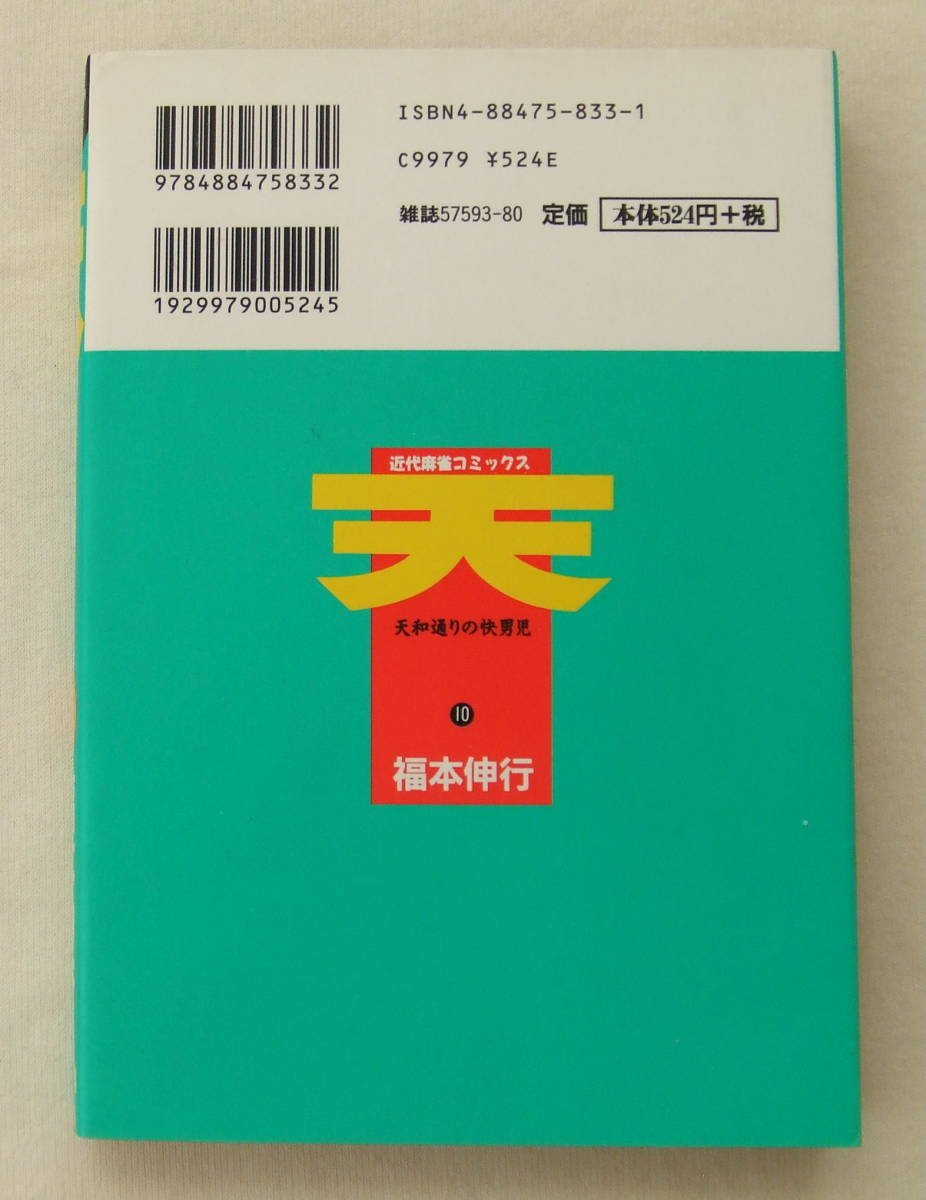 ISBN4-88475-833-1
9784884758332
C9979 ¥524E
雑誌57593-80 定価 本体524円+税
1929979005245
近代麻雀コミックス
天
天和通りの快男児
10
福本伸行